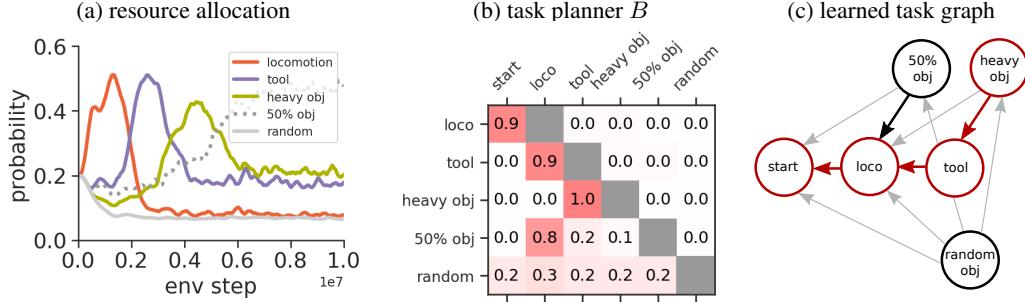 (a) resource allocation
0.6
0.4
0.2
0.0
probability
locomotion
tool
heavy obj
50% obj
random
0.0 0.2 0.4 0.6 0.8 1.0
1e7
env step
(b) task planner B
start loco tool heavy obj 50% obj random
loco 0.9 0.0 0.0 0.0 0.0
tool 0.0 0.9 0.0 0.0 0.0
heavy obj 0.0 0.0 1.0 0.0 0.0
50% obj 0.0 0.8 0.2 0.1 0.0
random 0.2 0.3 0.2 0.2 0.2
(c) learned task graph
50%
obj
heavy
obj
start
loco
tool
random
obj